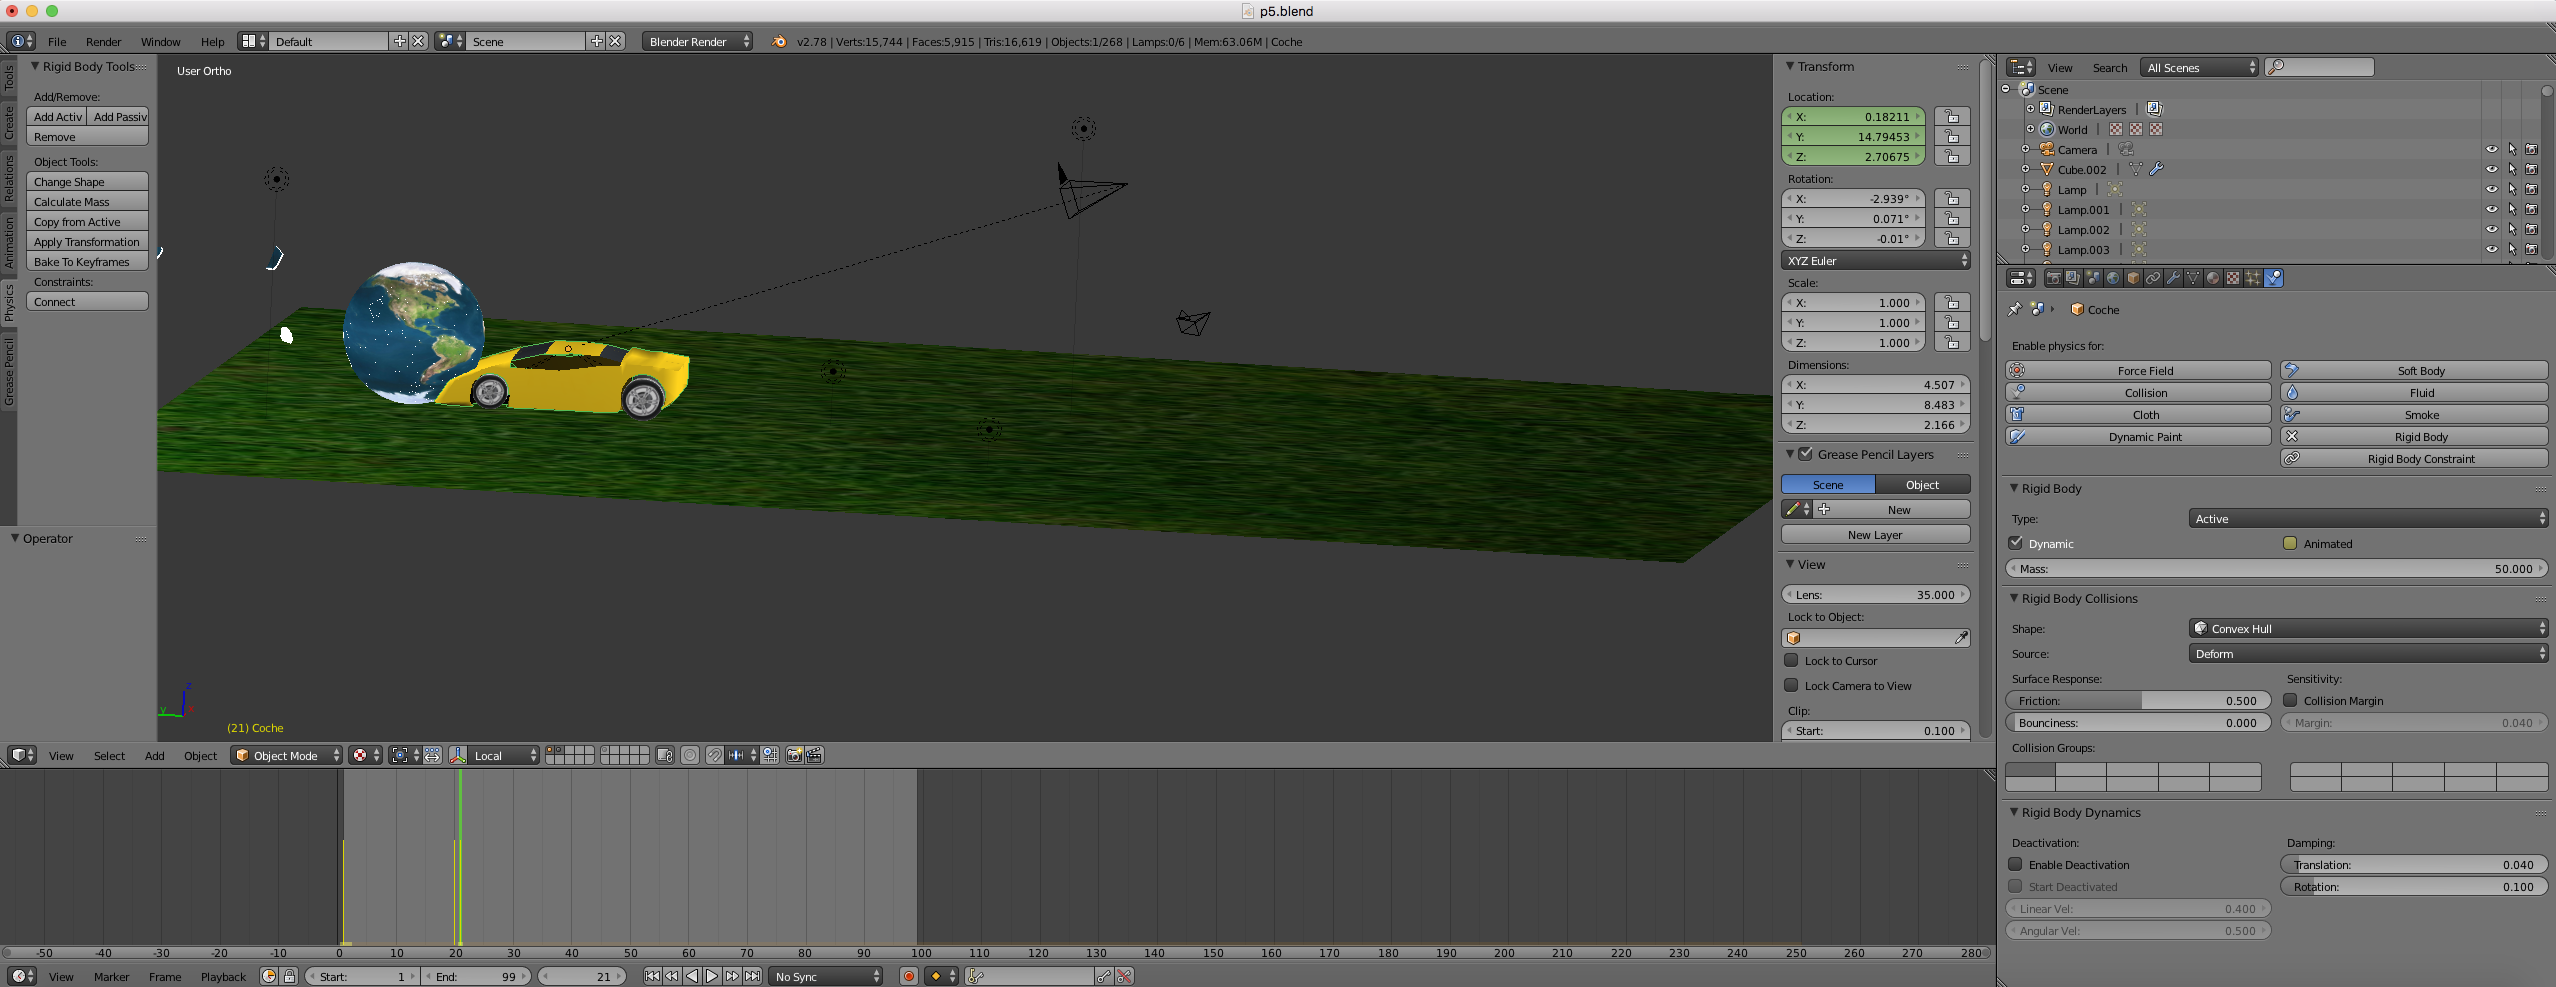 p5.blend
File Render Window Help Default Scene Blender Render v2.78 | Verts:15,744 | Faces:5,915 | Tris:16,619 | Objects:1/268 | Lamps:0/6 | Mem:63.06M | Coche
Tools
Create
Relations
Animation
Physics
Grease Pencil
Rigid Body Tools
Add/Remove:
Add Activ Add Passiv
Remove
Object Tools:
Change Shape
Calculate Mass
Copy from Active
Apply Transformation
Bake To Keyframes
Constraints:
Connect
Operator
User Ortho
z
y
(21) Coche
Transform
Location:
X: 0.18211
Y: 14.79453
Z: 2.70675
Rotation:
X: -2.939°
Y: 0.071°
Z: -0.01°
XYZ Euler
Scale:
X: 1.000
Y: 1.000
Z: 1.000
Dimensions:
X: 4.507
Y: 8.483
Z: 2.166
Grease Pencil Layers
Scene Object
New
New Layer
View
Lens: 35.000
Lock to Object:
Lock to Cursor
Lock Camera to View
Clip:
Start: 0.100
View Search All Scenes
Scene
RenderLayers |
World |
Camera |
Cube.002 |
Lamp |
Lamp.001 |
Lamp.002 |
Lamp.003 |
Coche
Enable physics for:
Force Field Soft Body
Collision Fluid
Cloth Smoke
Dynamic Paint Rigid Body
Rigid Body Constraint
Rigid Body
Type: Active
Dynamic Animated
Mass: 50.000
Rigid Body Collisions
Shape: Convex Hull
Source: Deform
Surface Response: Sensitivity:
Friction: 0.500 Collision Margin
Bounciness: 0.000 Margin: 0.040
Collision Groups:
Rigid Body Dynamics
Deactivation: Damping:
Enable Deactivation Translation: 0.040
Start Deactivated Rotation: 0.100
Linear Vel: 0.400
Angular Vel: 0.500
View Select Add Object Object Mode Local
-50 -40 -30 -20 -10 0 10 20 30 40 50 60 70 80 90 100 110 120 130 140 150 160 170 180 190 200 210 220 230 240 250 260 270 280
View Marker Frame Playback Start: 1 End: 99 21 No Sync